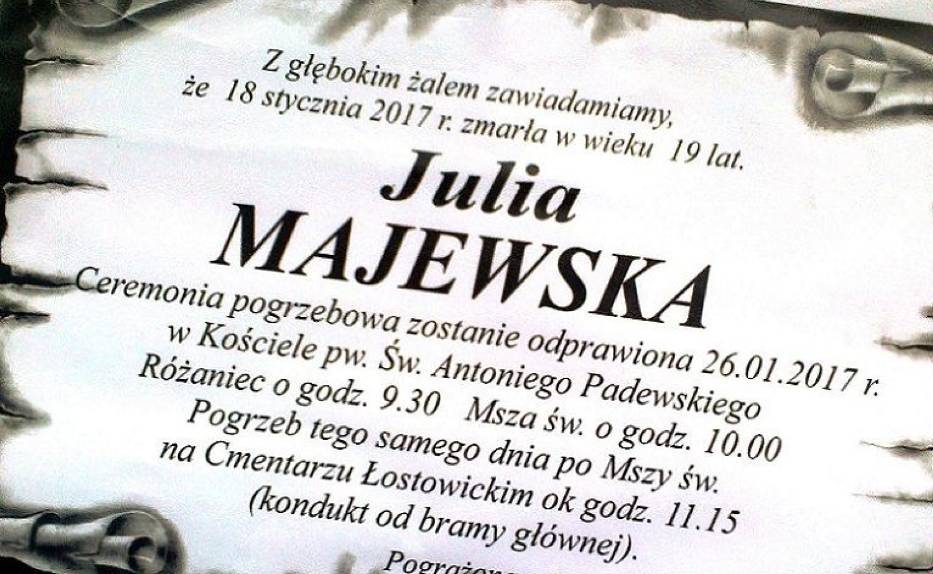 Z głębokim żalem zawiadamiamy,
że 18 stycznia 2017 r. zmarła w wieku 19 lat.
Julia
MAJEWSKA
Ceremonia pogrzebowa zostanie odprawiona 26.01.2017 r.
w Kościele pw. Św. Antoniego Padewskiego
Różaniec o godz. 9.30 Msza św. o godz. 10.00
Pogrzeb tego samego dnia po Mszy św.
na Cmentarzu Łostowickim ok godz. 11.15
(kondukt od bramy głównej).